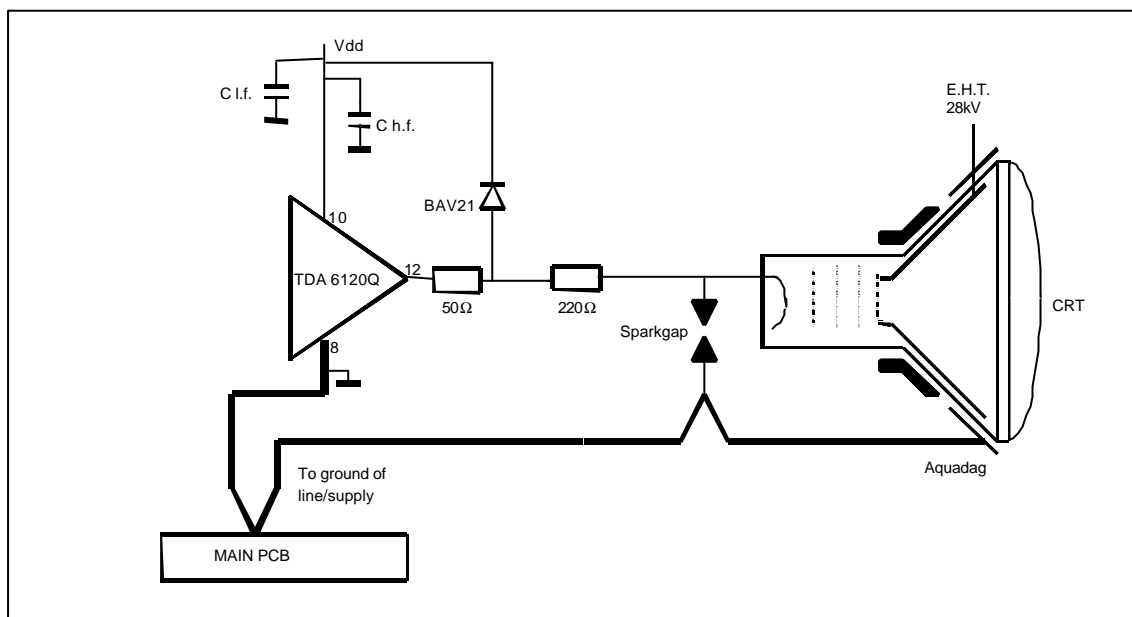 Vdd
C l.f.
C h.f.
E.H.T.
28kV
BAV21
10
TDA 6120Q
12
50Ω
220Ω
8
Sparkgap
CRT
Aquadag
To ground of
line/supply
MAIN PCB